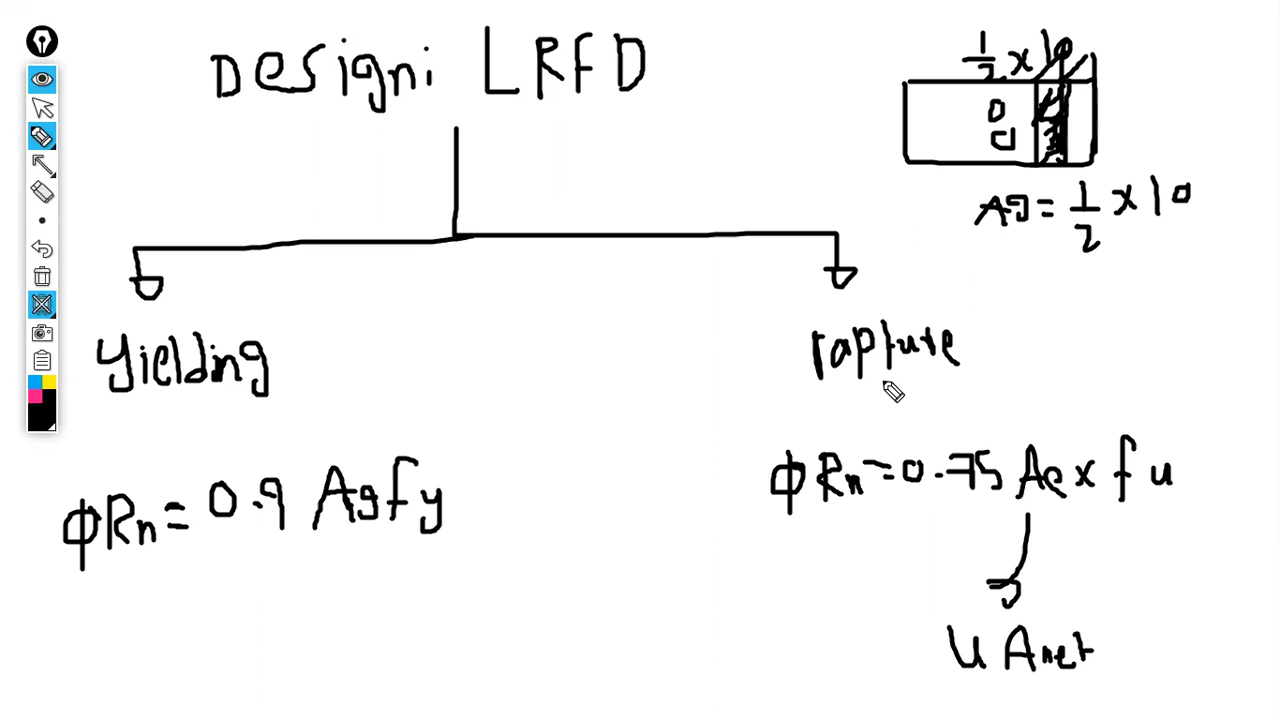 Designi LRFD
1/2 x 10
Ag = 1/2 x 10
yielding
rapture
ϕRn = 0.9 Agfy
ϕRn = 0.75 Ae x fu
U Anet